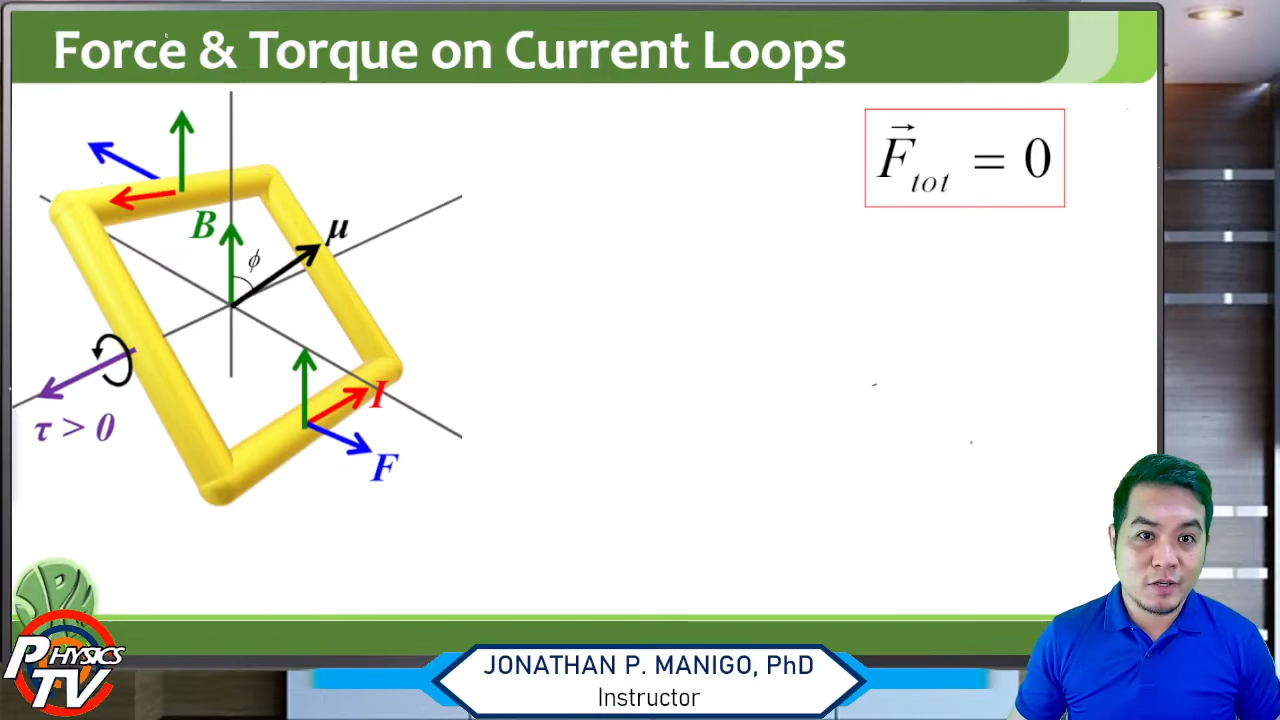 Force & Torque on Current Loops
F⃗tot = 0
B
μ
ϕ
I
τ > 0
F
PHYSICS
TV
JONATHAN P. MANIGO, PhD
Instructor